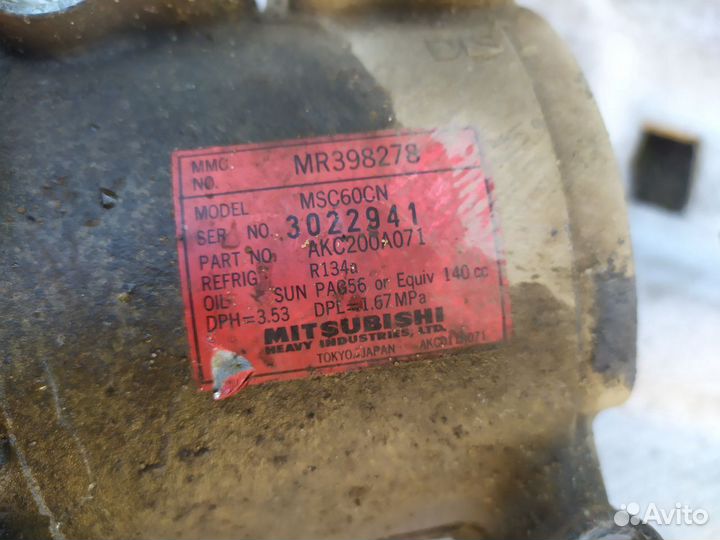 MMC. NO. MR398278
MODEL MSC60CN
SER. NO. 3022941
PART NO. AKC200A071
REFRIG. R134a
OIL: SUN PAG56 or Equiv 140 cc
DPH=3.53 DPL=1.67 MPa
MITSUBISHI
HEAVY INDUSTRIES, LTD.
TOKYO, JAPAN AKC011A071
Avito